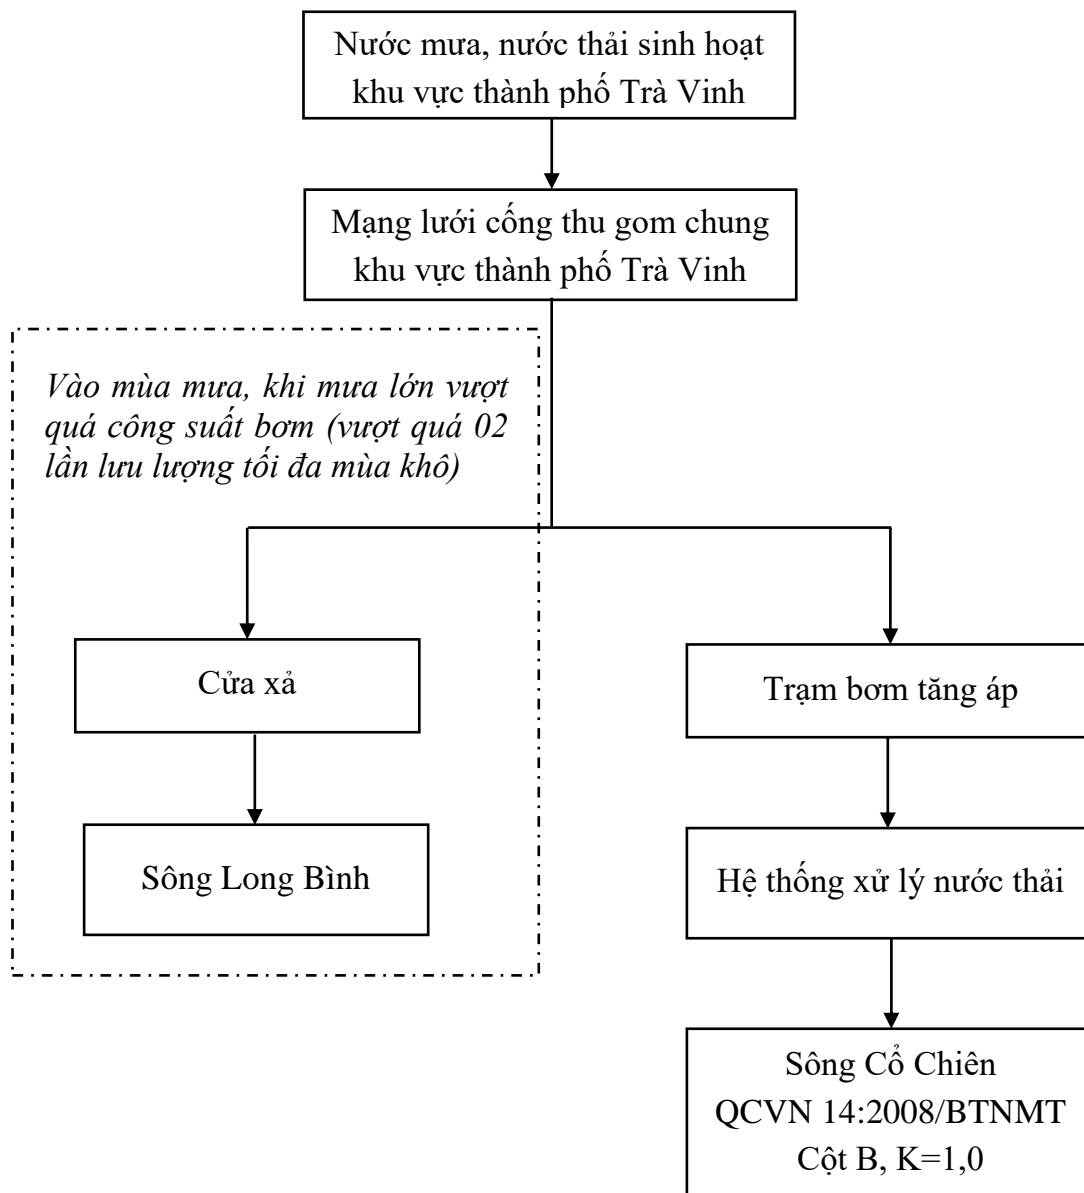 Nước mưa, nước thải sinh hoạt
khu vực thành phố Trà Vinh
Mạng lưới cống thu gom chung
khu vực thành phố Trà Vinh
Vào mùa mưa, khi mưa lớn vượt
quá công suất bơm (vượt quá 02
lần lưu lượng tối đa mùa khô)
Cửa xả
Sông Long Bình
Trạm bơm tăng áp
Hệ thống xử lý nước thải
Sông Cổ Chiên
QCVN 14:2008/BTNMT
Cột B, K=1,0